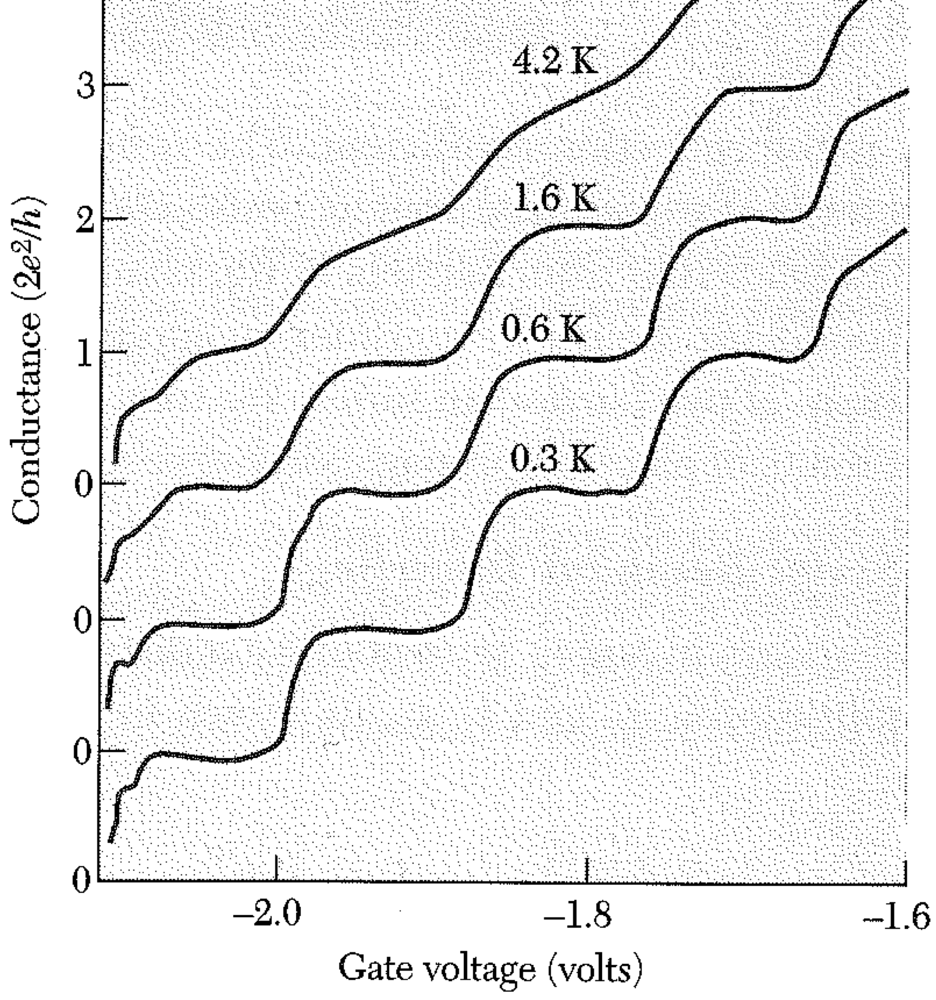 Conductance (2e²/h)
3
2
1
0
0
0
0
4.2 K
1.6 K
0.6 K
0.3 K
–2.0
–1.8
–1.6
Gate voltage (volts)